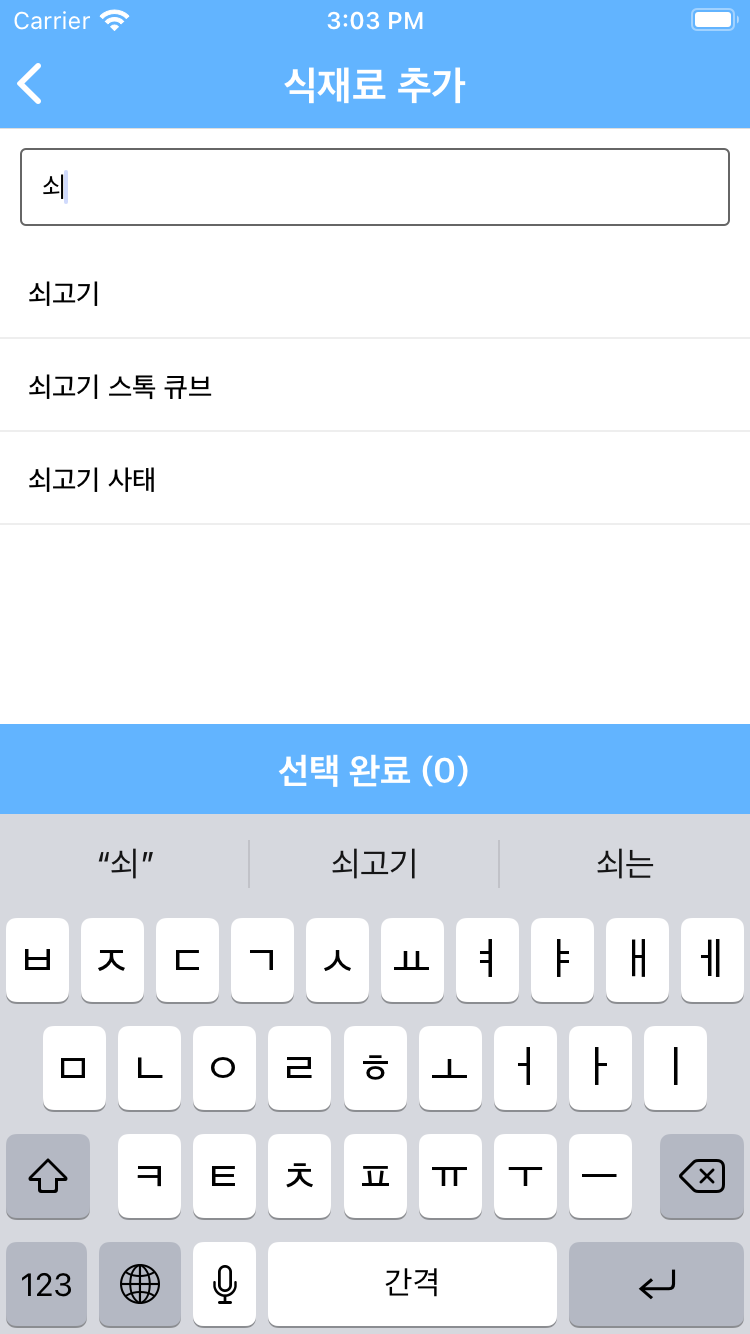 Carrier 3:03 PM
식재료 추가
쇠
쇠고기
쇠고기 스톡 큐브
쇠고기 사태
선택 완료 (0)
“쇠” 쇠고기 쇠는
ㅂ ㅈ ㄷ ㄱ ㅅ ㅛ ㅕ ㅑ ㅐ ㅔ
ㅁ ㄴ ㅇ ㄹ ㅎ ㅗ ㅓ ㅏ ㅣ
ㅋ ㅌ ㅊ ㅍ ㅠ ㅜ ㅡ
123 간격